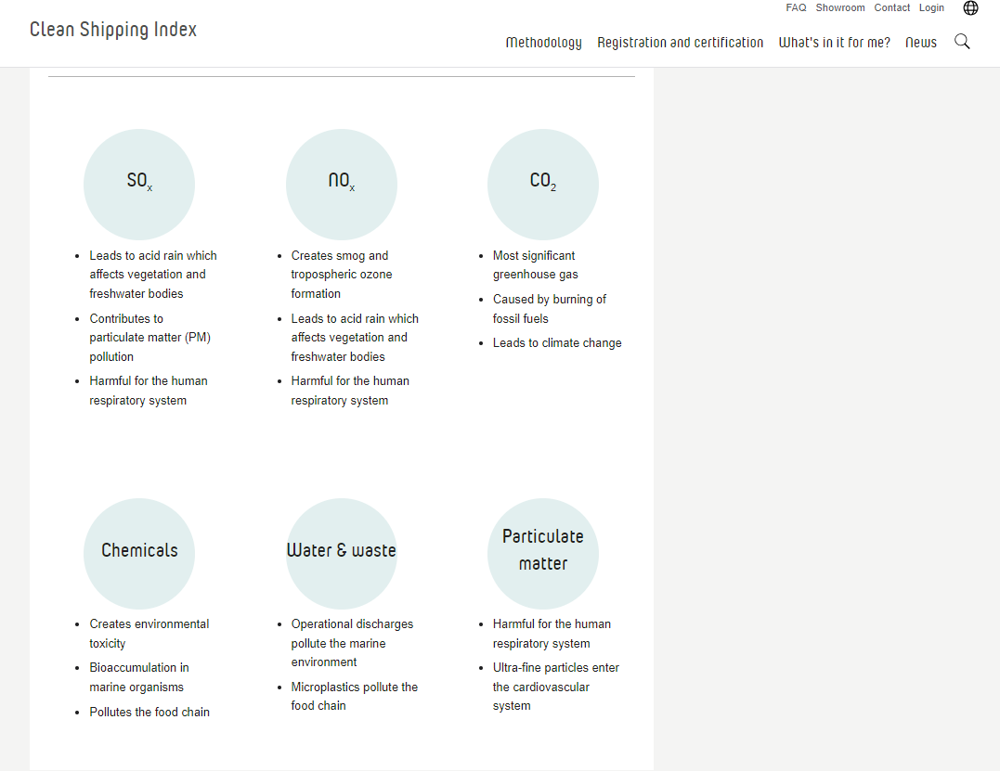 FAQ Showroom Contact Login
Clean Shipping Index
Methodology Registration and certification What's in it for me? News
SOx
• Leads to acid rain which
affects vegetation and
freshwater bodies
• Contributes to
particulate matter (PM)
pollution
• Harmful for the human
respiratory system
NOx
• Creates smog and
tropospheric ozone
formation
• Leads to acid rain which
affects vegetation and
freshwater bodies
• Harmful for the human
respiratory system
CO2
• Most significant
greenhouse gas
• Caused by burning of
fossil fuels
• Leads to climate change
Chemicals
• Creates environmental
toxicity
• Bioaccumulation in
marine organisms
• Pollutes the food chain
Water & waste
• Operational discharges
pollute the marine
environment
• Microplastics pollute the
food chain
Particulate
matter
• Harmful for the human
respiratory system
• Ultra-fine particles enter
the cardiovascular
system